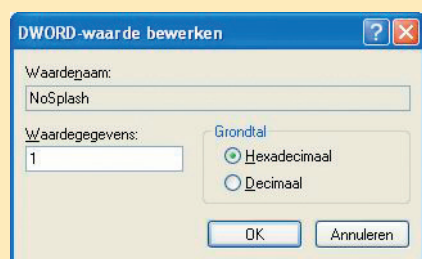 DWORD-waarde bewerken
Waardenaam:
NoSplash
Waardegegevens:
1
Grondtal
Hexadecimaal
Decimaal
OK
Annuleren